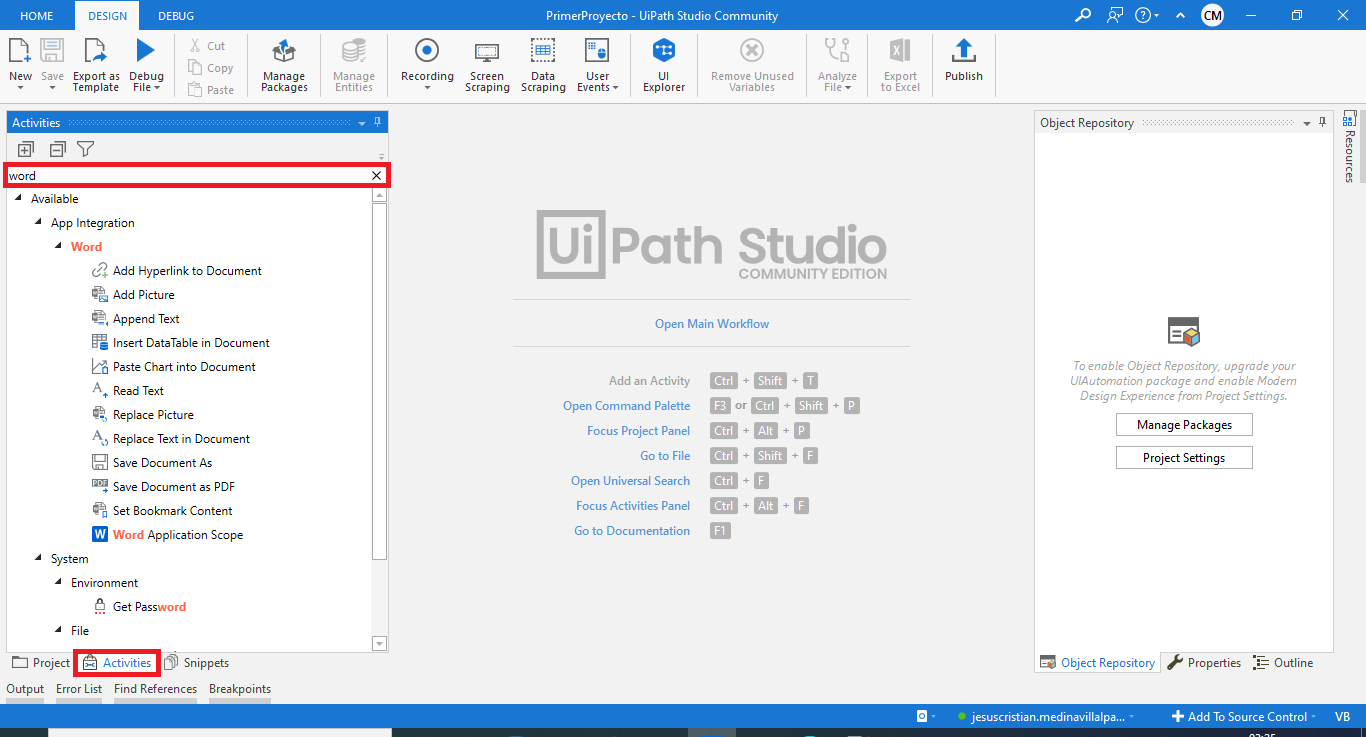 HOME DESIGN DEBUG
PrimerProyecto - UiPath Studio Community
CM
New
Save
Export as
Template
Debug
File
Cut
Copy
Paste
Manage
Packages
Manage
Entities
Recording
Screen
Scraping
Data
Scraping
User
Events
UI
Explorer
Remove Unused
Variables
Analyze
File
Export
to Excel
Publish
Activities
word
Available
App Integration
Word
Add Hyperlink to Document
Add Picture
Append Text
Insert DataTable in Document
Paste Chart into Document
Read Text
Replace Picture
Replace Text in Document
Save Document As
Save Document as PDF
Set Bookmark Content
Word Application Scope
System
Environment
Get Password
File
Project
Activities
Snippets
Output Error List Find References Breakpoints
UiPath Studio
COMMUNITY EDITION
Open Main Workflow
Add an Activity Ctrl + Shift + T
Open Command Palette F3 or Ctrl + Shift + P
Focus Project Panel Ctrl + Alt + P
Go to File Ctrl + Shift + F
Open Universal Search Ctrl + F
Focus Activities Panel Ctrl + Alt + F
Go to Documentation F1
Object Repository
To enable Object Repository, upgrade your
UIAutomation package and enable Modern
Design Experience from Project Settings.
Manage Packages
Project Settings
Object Repository
Properties
Outline
Resources
jesuscristian.medinavillalpa...
Add To Source Control
VB